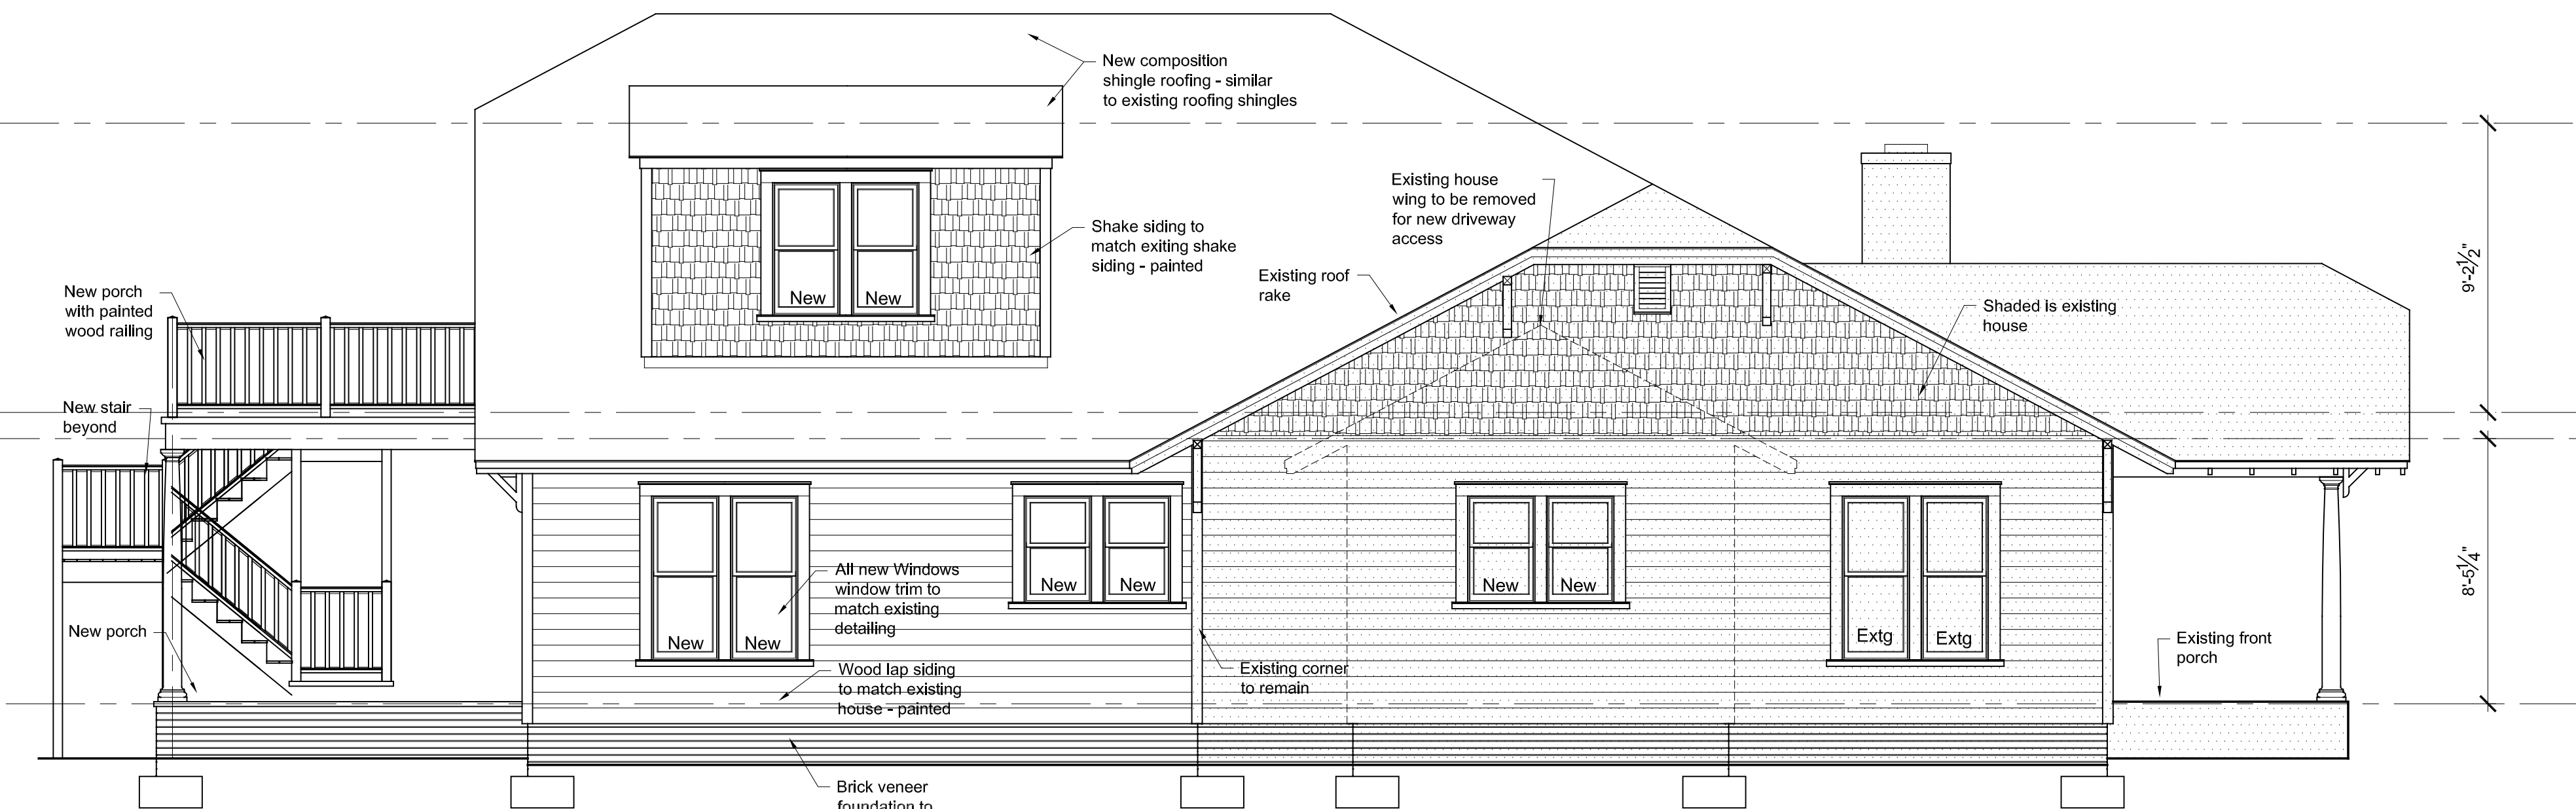 New composition
shingle roofing - similar
to existing roofing shingles
Existing house
wing to be removed
for new driveway
access
Shake siding to
match exiting shake
siding - painted
Existing roof
rake
New porch
with painted
wood railing
New New
Shaded is existing
house
9'-2½"
New stair
beyond
All new Windows
window trim to
match existing
detailing
New New
New New
New New
Extg Extg
8'-5¼"
New porch
Wood lap siding
to match existing
house - painted
Existing corner
to remain
Existing front
porch
Brick veneer
foundation to